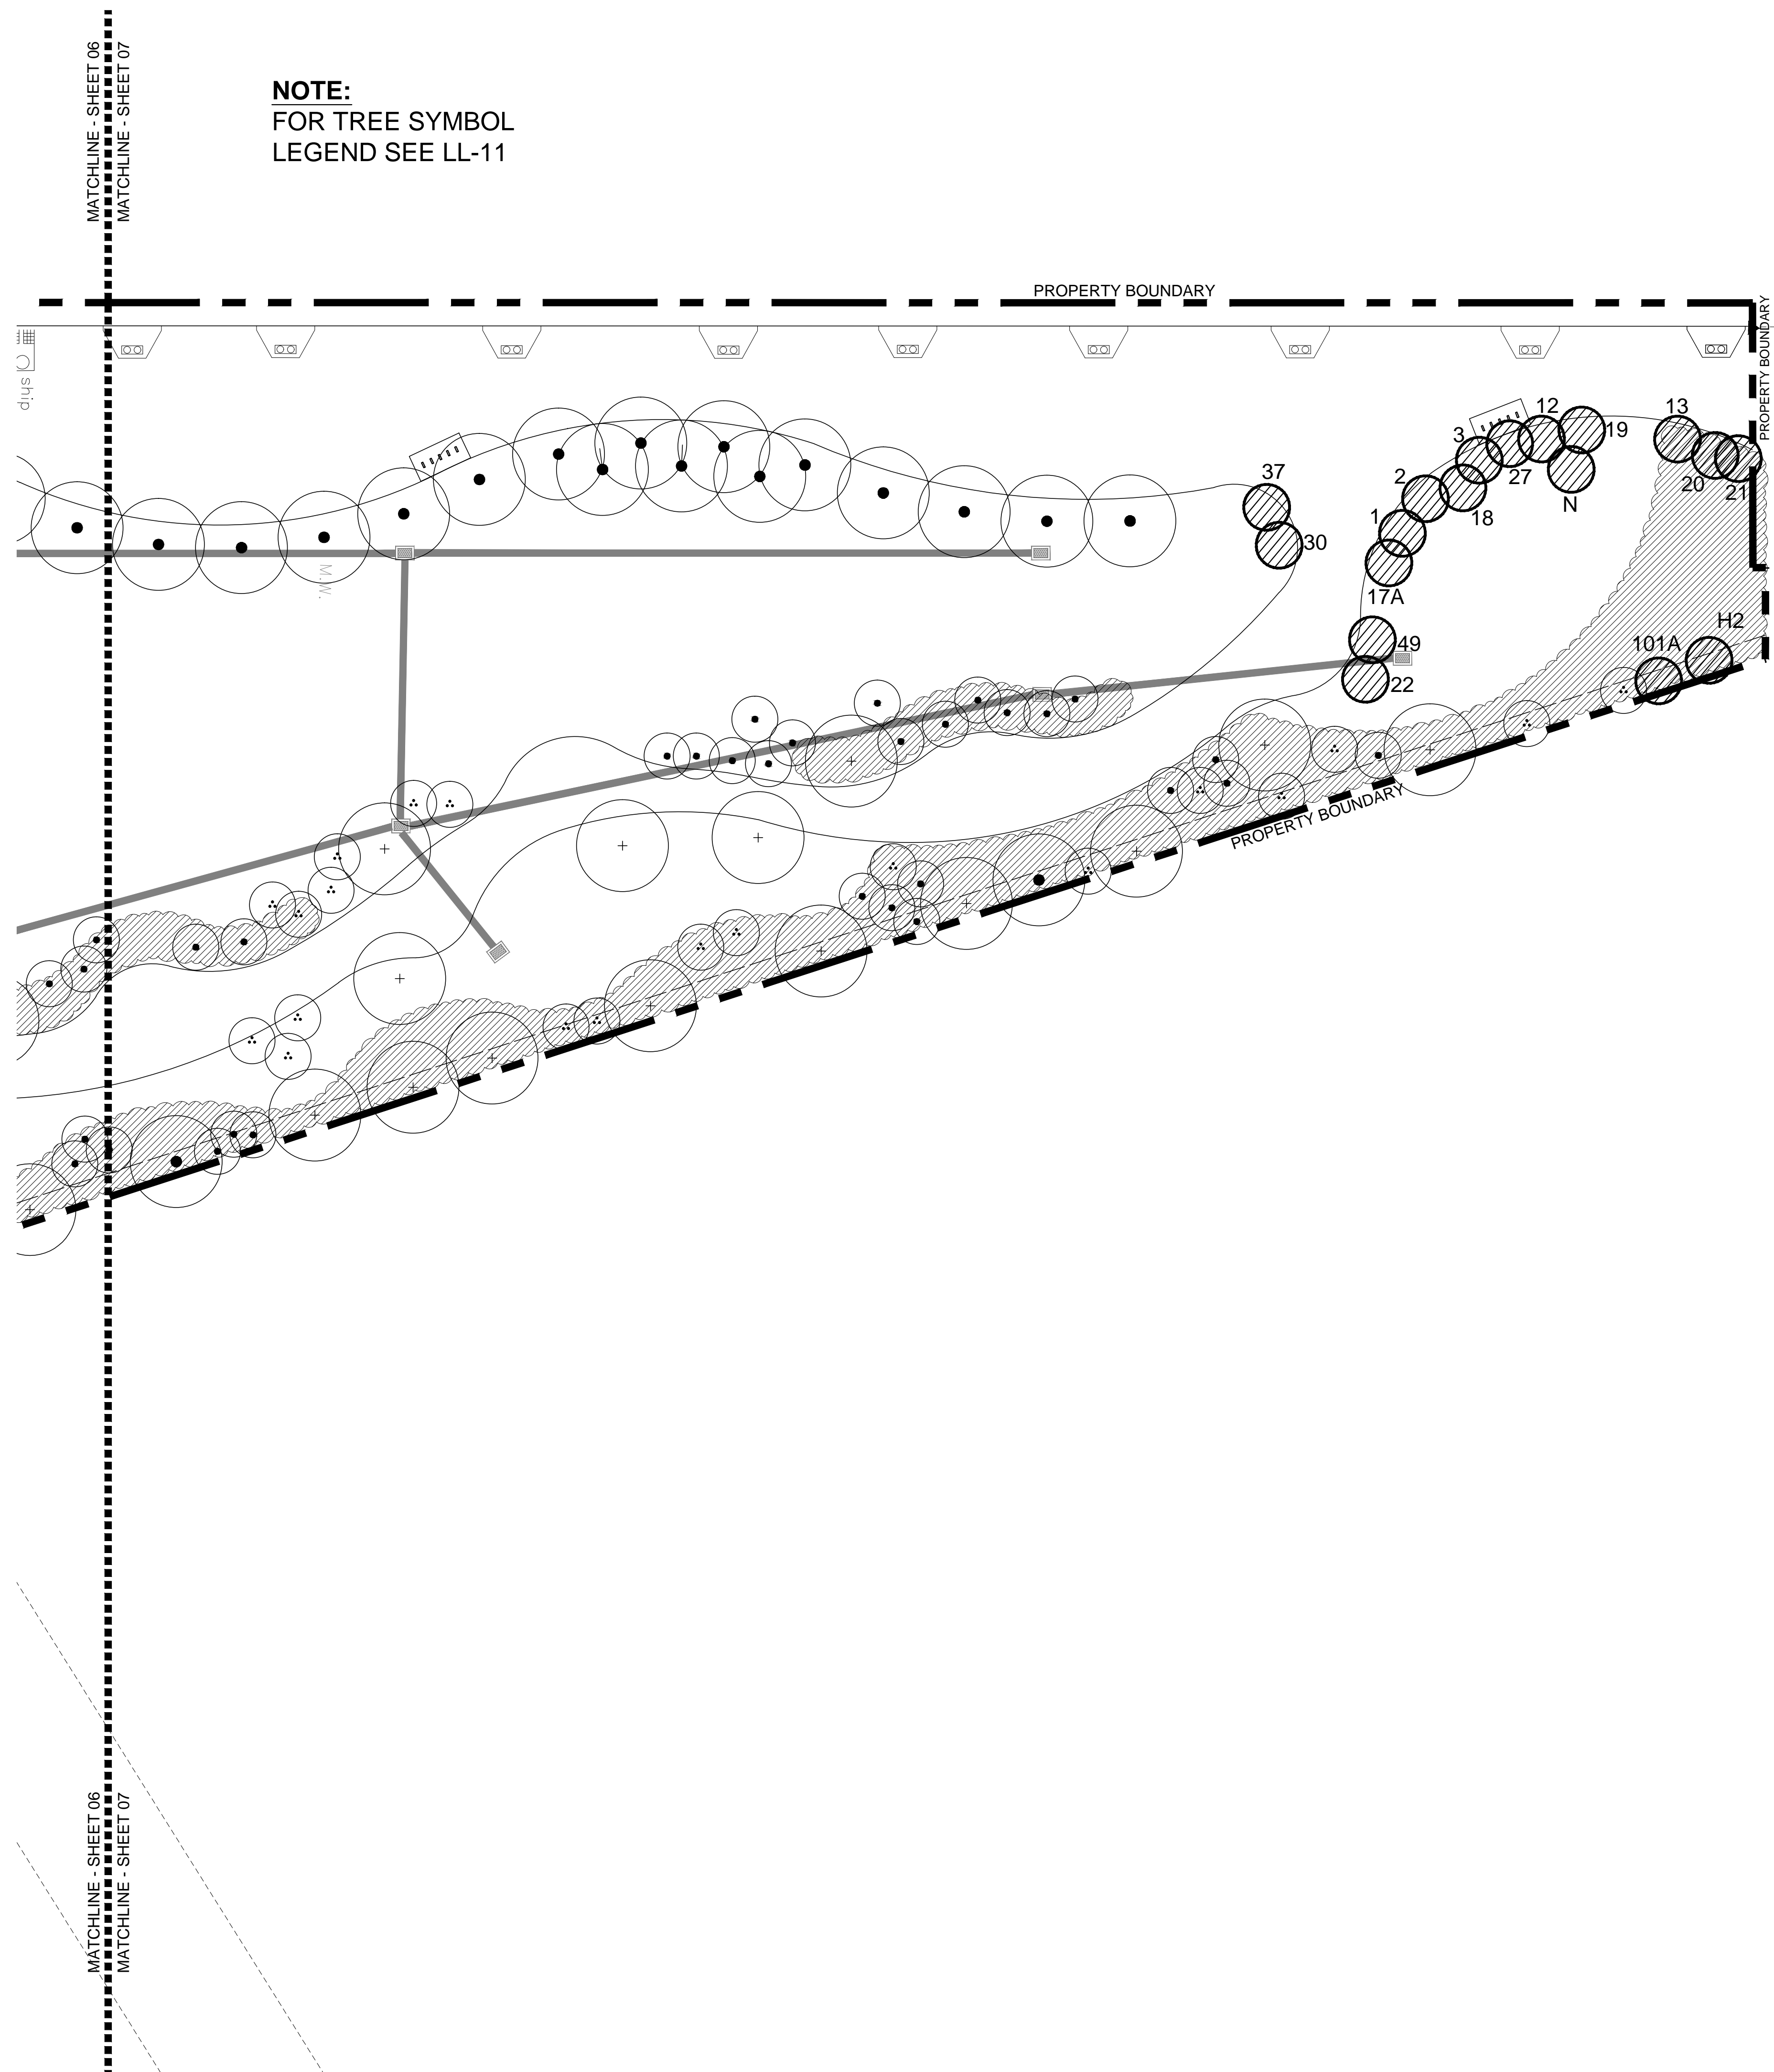 MATCHLINE - SHEET 06
MATCHLINE - SHEET 07
NOTE:
FOR TREE SYMBOL
LEGEND SEE LL-11
PROPERTY BOUNDARY
PROPERTY BOUNDARY
ship
M.W.
37
30
12
19
3
27
N
2
18
1
17A
49
22
13
20
21
101A
H2
PROPERTY BOUNDARY
MATCHLINE - SHEET 06
MATCHLINE - SHEET 07